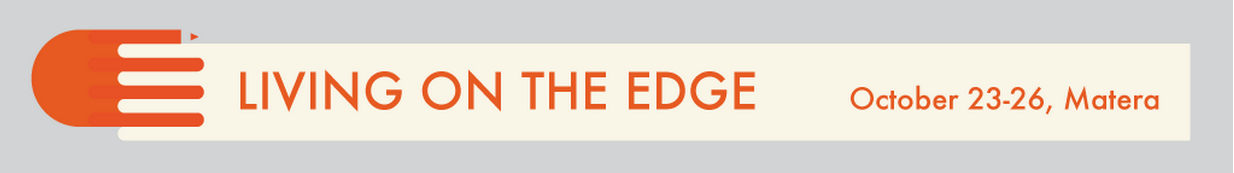 LIVING ON THE EDGE
October 23-26, Matera